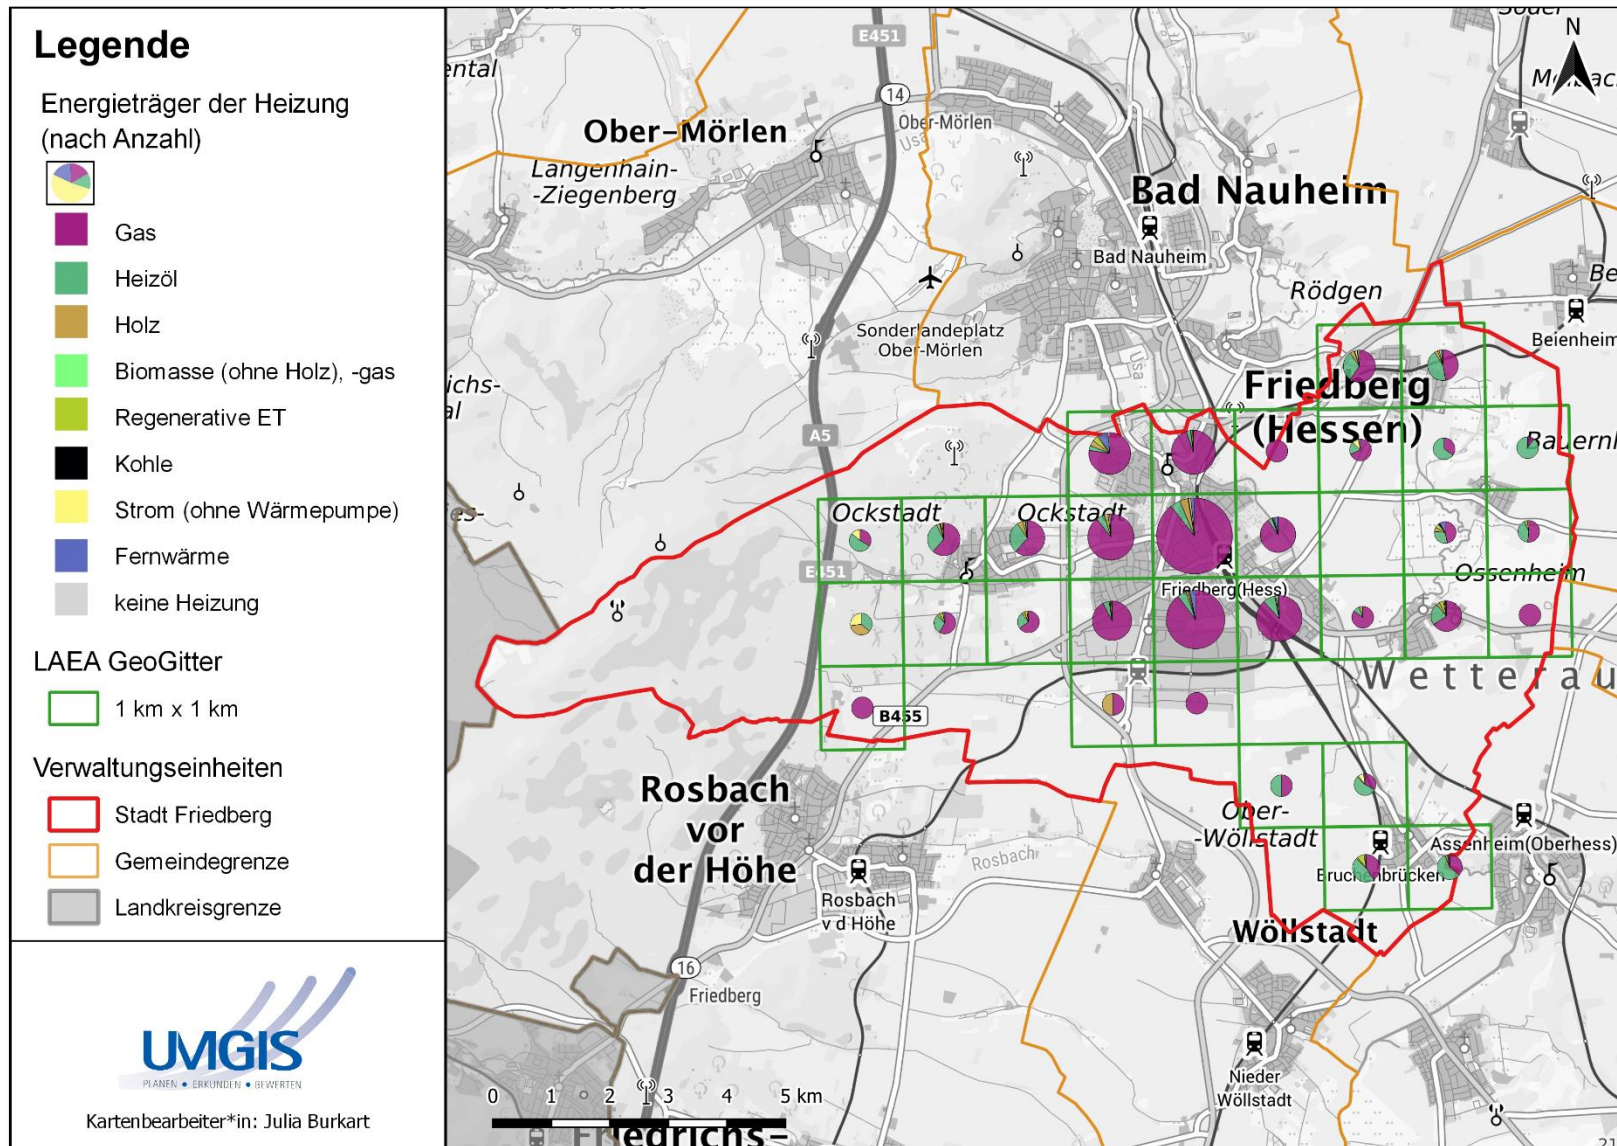 Legende
Energieträger der Heizung
(nach Anzahl)
Gas
Heizöl
Holz
Biomasse (ohne Holz), -gas
Regenerative ET
Kohle
Strom (ohne Wärmepumpe)
Fernwärme
keine Heizung
LAEA GeoGitter
1 km x 1 km
Verwaltungseinheiten
Stadt Friedberg
Gemeindegrenze
Landkreisgrenze
UMGIS
PLANEN • ERKUNDEN • BEWERTEN
Kartenbearbeiter*in: Julia Burkart
E451
N
14
Ober-Mörlen
Ober-Mörlen
Usa
Langenhain-
-Ziegenberg
Bad Nauheim
Bad Nauheim
Rödgen
Sonderlandeplatz
Ober-Mörlen
Usa
Beienheim
Friedberg
(Hessen)
A5
Ockstadt
Ockstadt
E451
Ossenheim
Friedberg(Hess)
Wetterau
B455
Rosbach
vor
der Höhe
Ober-
-Wöllstadt
Assenheim(Oberhess)
Rosbach
Bruchenbrücken
Rosbach
v d Höhe
Wöllstadt
16
Friedberg
Nieder
Wöllstadt
0 1 2 3 4 5 km
Friedrichs-